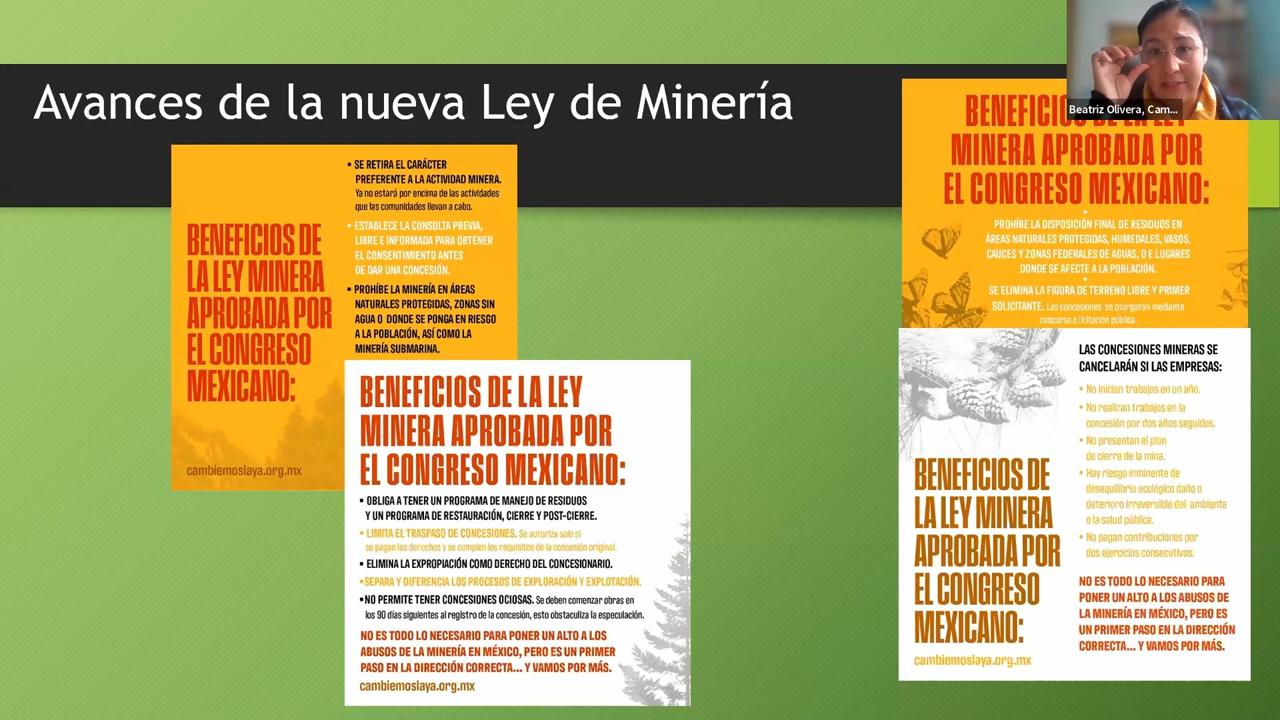 Avances de la nueva Ley de Minería
BENEFICIOS DE
LA LEY MINERA
APROBADA POR
EL CONGRESO
MEXICANO:
cambiemoslaya.org.mx
▪ SE RETIRA EL CARÁCTER
PREFERENTE A LA ACTIVIDAD MINERA.
Ya no estará por encima de las actividades
que las comunidades llevan a cabo.
▪ ESTABLECE LA CONSULTA PREVIA,
LIBRE E INFORMADA PARA OBTENER
EL CONSENTIMIENTO ANTES
DE DAR UNA CONCESIÓN.
▪ PROHÍBE LA MINERÍA EN ÁREAS
NATURALES PROTEGIDAS, ZONAS SIN
AGUA O DONDE SE PONGA EN RIESGO
A LA POBLACIÓN, ASÍ COMO LA
MINERÍA SUBMARINA.
BENEFICIOS DE LA LEY
MINERA APROBADA POR
EL CONGRESO MEXICANO:
▪ OBLIGA A TENER UN PROGRAMA DE MANEJO DE RESIDUOS
Y UN PROGRAMA DE RESTAURACIÓN, CIERRE Y POST-CIERRE.
▪ LIMITA EL TRASPASO DE CONCESIONES. Se autoriza solo si
se pagan los derechos y se cumplen los requisitos de la concesión original.
▪ ELIMINA LA EXPROPIACIÓN COMO DERECHO DEL CONCESIONARIO.
▪ SEPARA Y DIFERENCIA LOS PROCESOS DE EXPLORACIÓN Y EXPLOTACIÓN.
▪ NO PERMITE TENER CONCESIONES OCIOSAS. Se deben comenzar obras en
los 90 días siguientes al registro de la concesión, esto obstaculiza la especulación.
NO ES TODO LO NECESARIO PARA PONER UN ALTO A LOS
ABUSOS DE LA MINERÍA EN MÉXICO, PERO ES UN PRIMER
PASO EN LA DIRECCIÓN CORRECTA... Y VAMOS POR MÁS.
cambiemoslaya.org.mx
Beatriz Olivera, Cam...
BENEFICIOS DE LA LEY
MINERA APROBADA POR
EL CONGRESO MEXICANO:
▪ PROHÍBE LA DISPOSICIÓN FINAL DE RESIDUOS EN
ÁREAS NATURALES PROTEGIDAS, HUMEDALES, VASOS,
CAUCES Y ZONAS FEDERALES DE AGUAS, O E LUGARES
DONDE SE AFECTE A LA POBLACIÓN.
▪ SE ELIMINA LA FIGURA DE TERRENO LIBRE Y PRIMER
SOLICITANTE. Las concesiones se otorgarán mediante
concurso o licitación pública.
BENEFICIOS DE
LA LEY MINERA
APROBADA POR
EL CONGRESO
MEXICANO:
cambiemoslaya.org.mx
LAS CONCESIONES MINERAS SE
CANCELARÁN SI LAS EMPRESAS:
▪ No inician trabajos en un año.
▪ No realizan trabajos en la
concesión por dos años seguidos.
▪ No presentan el plan
de cierre de la mina.
▪ Hay riesgo inminente de
desequilibrio ecológico daño o
deterioro irreversible del ambiente
o la salud pública.
▪ No pagan contribuciones por
dos ejercicios consecutivos.
NO ES TODO LO NECESARIO PARA
PONER UN ALTO A LOS ABUSOS DE
LA MINERÍA EN MÉXICO, PERO ES
UN PRIMER PASO EN LA DIRECCIÓN
CORRECTA... Y VAMOS POR MÁS.